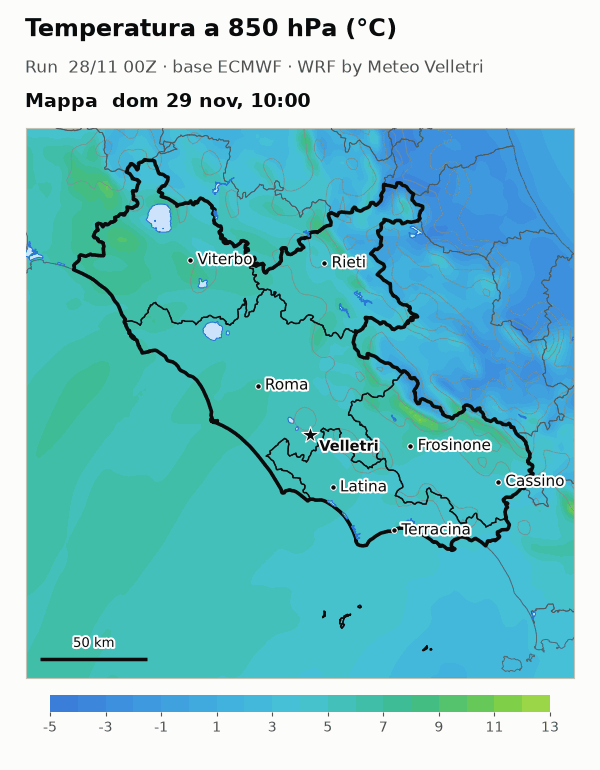 Temperatura a 850 hPa (°C)
Run 28/11 00Z · base ECMWF · WRF by Meteo Velletri
Mappa dom 29 nov, 10:00
Viterbo
Rieti
Roma
Velletri
Frosinone
Cassino
Latina
Terracina
50 km
-5 -3 -1 1 3 5 7 9 11 13